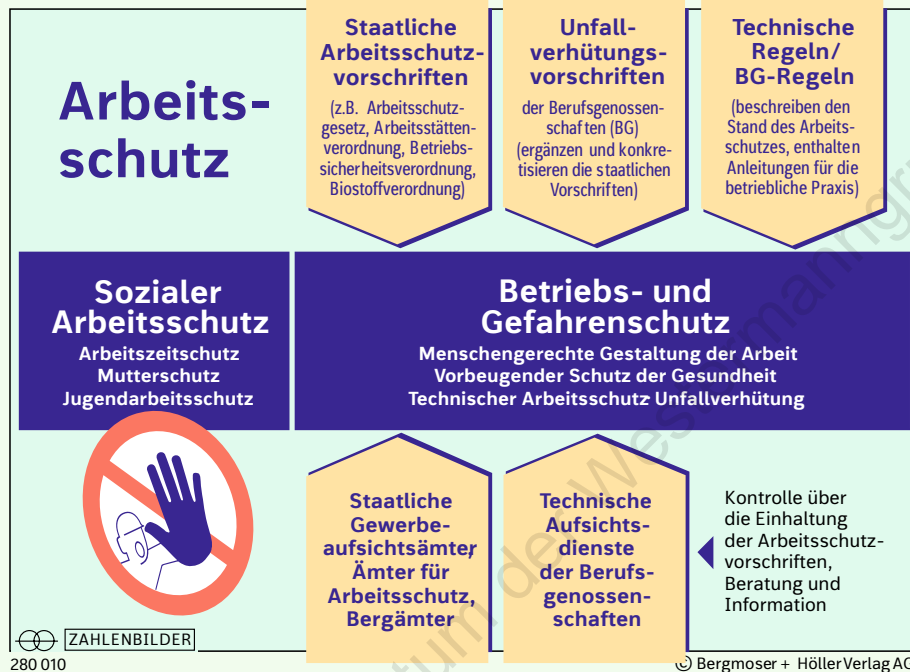 Arbeits-
schutz
Staatliche
Arbeitsschutz-
vorschriften
(z.B. Arbeitsschutz-
gesetz, Arbeitsstätten-
verordnung, Betriebs-
sicherheitsverordnung,
Biostoffverordnung)
Unfall-
verhütungs-
vorschriften
der Berufsgenossen-
schaften (BG)
(ergänzen und konkre-
tisieren die staatlichen
Vorschriften)
Technische
Regeln/
BG-Regeln
(beschreiben den
Stand des Arbeits-
schutzes, enthalten
Anleitungen für die
betriebliche Praxis)
Sozialer
Arbeitsschutz
Arbeitszeitschutz
Mutterschutz
Jugendarbeitsschutz
Betriebs- und
Gefahrenschutz
Menschengerechte Gestaltung der Arbeit
Vorbeugender Schutz der Gesundheit
Technischer Arbeitsschutz Unfallverhütung
Staatliche
Gewerbe-
aufsichtsämter,
Ämter für
Arbeitsschutz,
Bergämter
Technische
Aufsichts-
dienste
der Berufs-
genossen-
schaften
Kontrolle über
die Einhaltung
der Arbeitsschutz-
vorschriften,
Beratung und
Information
ZAHLENBILDER
280 010
© Bergmoser + Höller Verlag AG